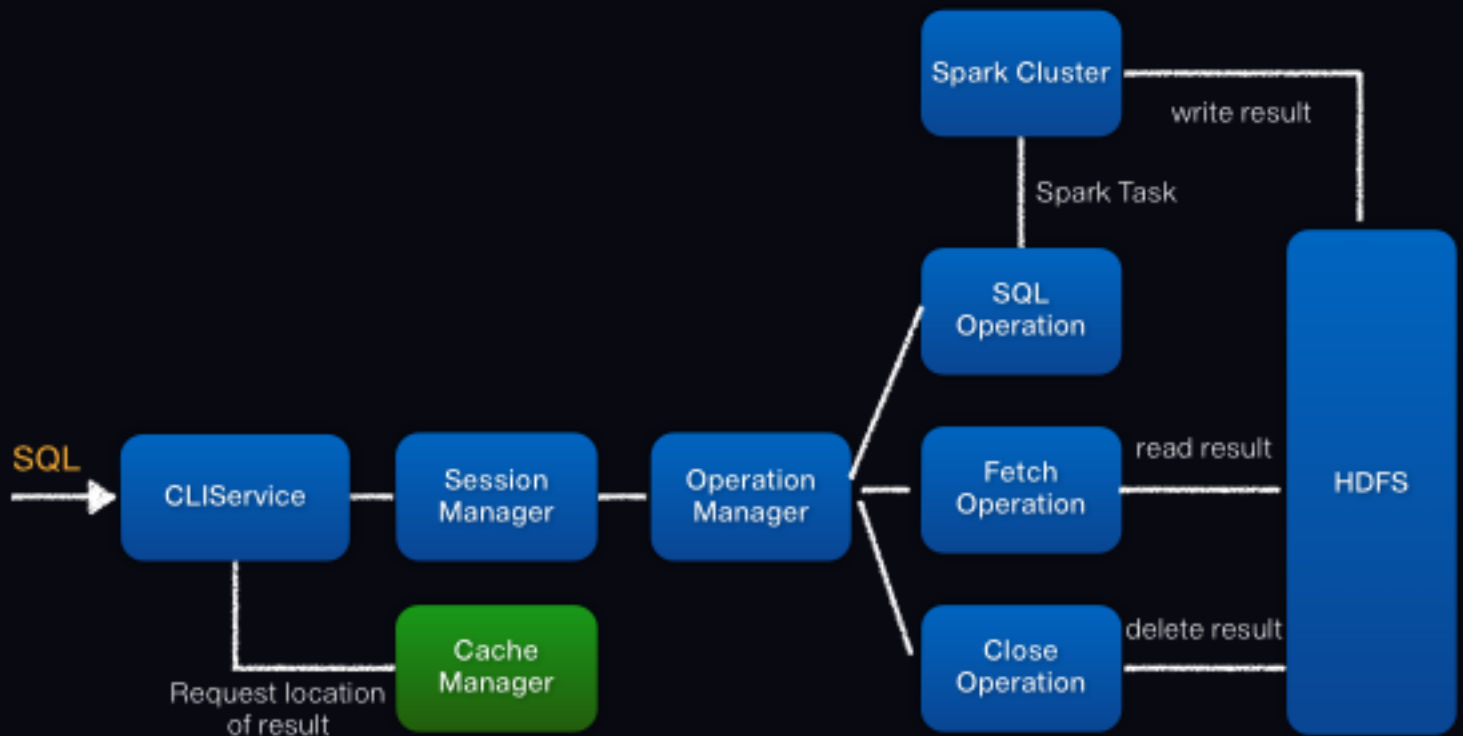 Spark Cluster
write result
Spark Task
SQL
Operation
SQL
CLIService
Session
Manager
Operation
Manager
Fetch
Operation
read result
HDFS
Cache
Manager
Request location
of result
Close
Operation
delete result